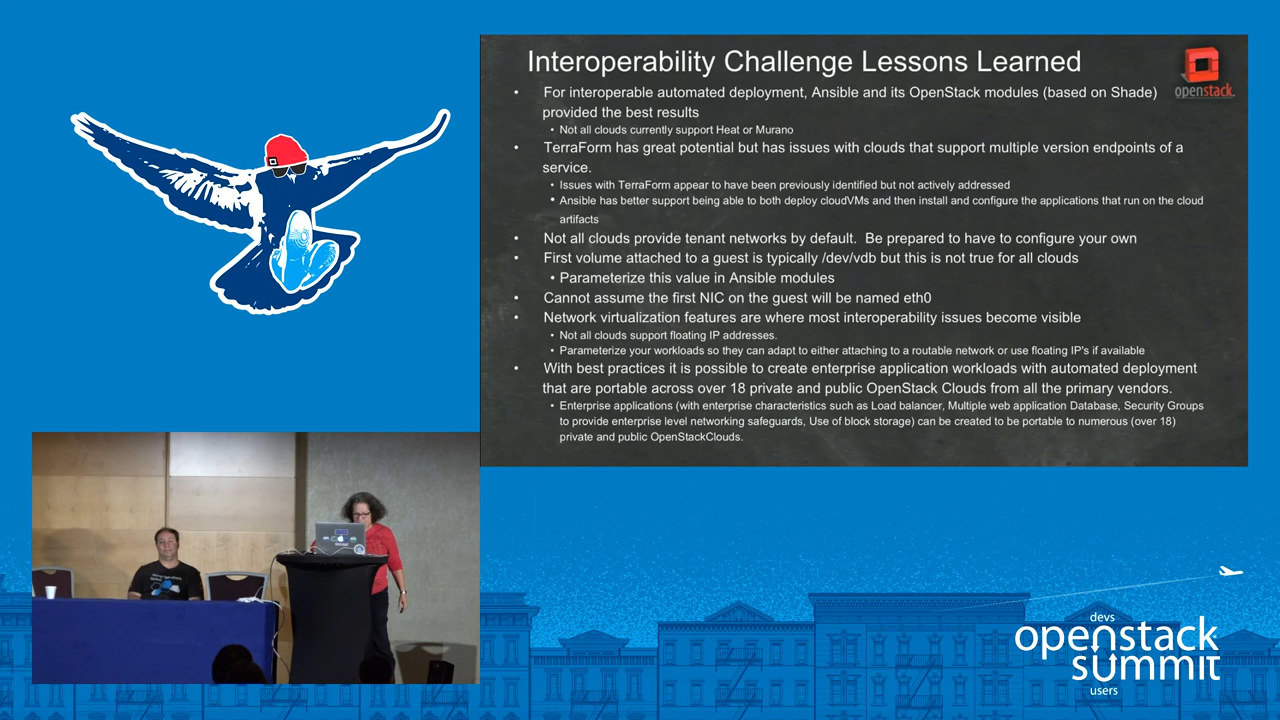 Interoperability Challenge Lessons Learned
openstack.
• For interoperable automated deployment, Ansible and its OpenStack modules (based on Shade)
provided the best results
• Not all clouds currently support Heat or Murano
• TerraForm has great potential but has issues with clouds that support multiple version endpoints of a
service.
• Issues with TerraForm appear to have been previously identified but not actively addressed
• Ansible has better support being able to both deploy cloudVMs and then install and configure the applications that run on the cloud
artifacts
• Not all clouds provide tenant networks by default.  Be prepared to have to configure your own
• First volume attached to a guest is typically /dev/vdb but this is not true for all clouds
• Parameterize this value in Ansible modules
• Cannot assume the first NIC on the guest will be named eth0
• Network virtualization features are where most interoperability issues become visible
• Not all clouds support floating IP addresses.
• Parameterize your workloads so they can adapt to either attaching to a routable network or use floating IP's if available
• With best practices it is possible to create enterprise application workloads with automated deployment
that are portable across over 18 private and public OpenStack Clouds from all the primary vendors.
• Enterprise applications (with enterprise characteristics such as Load balancer, Multiple web application Database, Security Groups
to provide enterprise level networking safeguards, Use of block storage) can be created to be portable to numerous (over 18)
private and public OpenStackClouds.
devs
openstack
summit
users